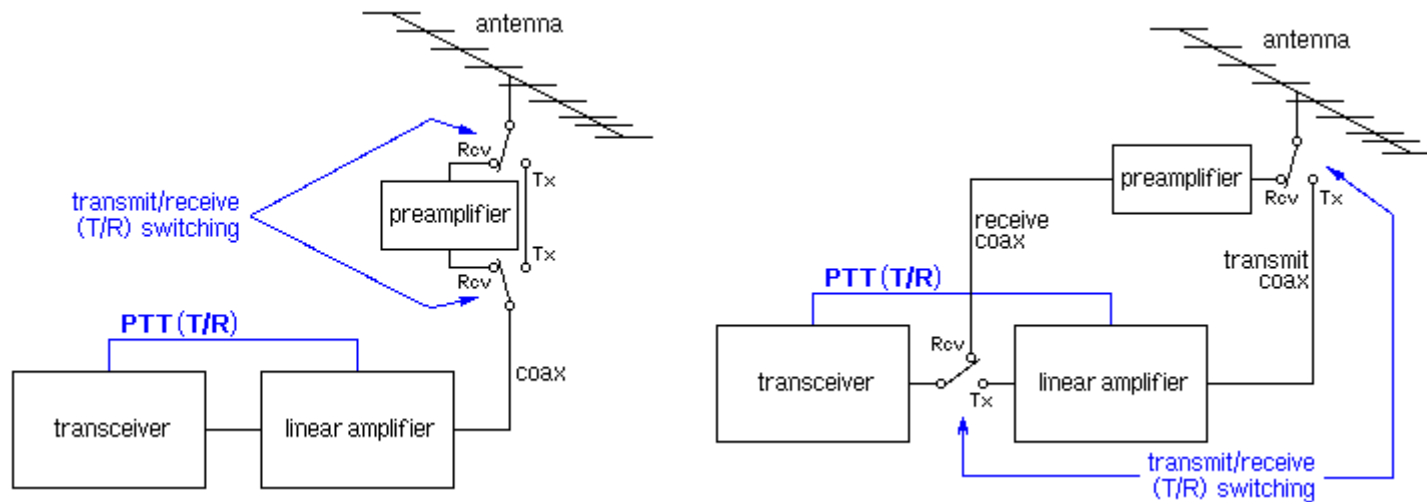 antenna
Rcv
Tx
preamplifier
transmit/receive
(T/R) switching
Tx
Rcv
PTT (T/R)
coax
transceiver
linear amplifier
antenna
preamplifier
Rcv
Tx
receive
coax
transmit
coax
PTT (T/R)
Rcv
transceiver
Tx
linear amplifier
transmit/receive
(T/R) switching